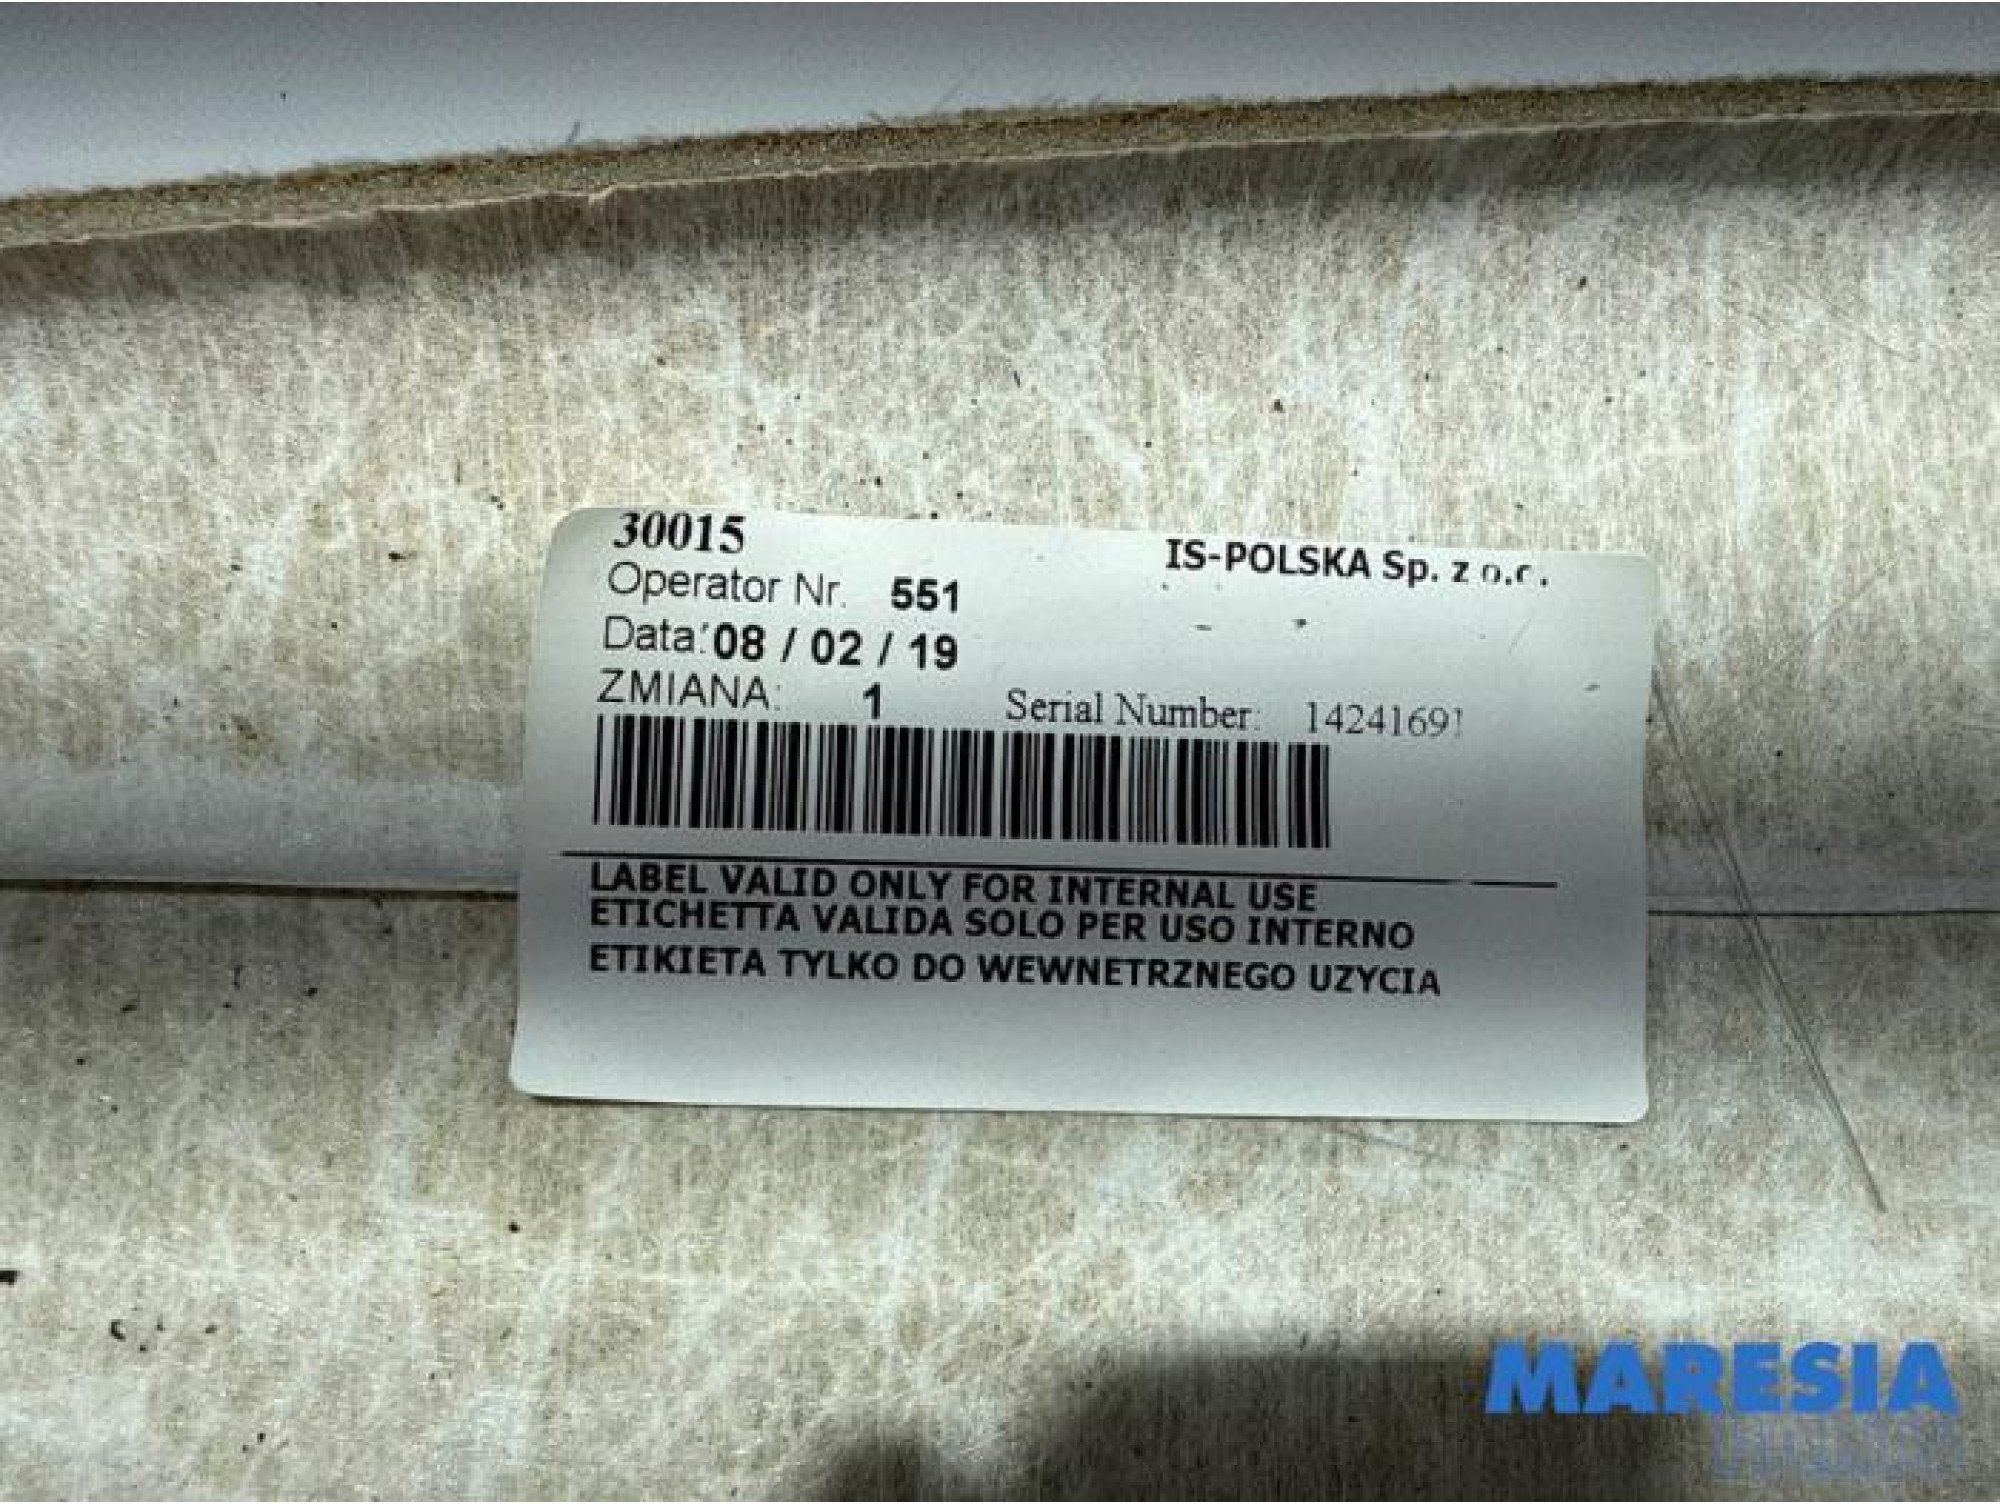 30015
IS-POLSKA Sp. z o.o.
Operator Nr. 551
Data: 08 / 02 / 19
ZMIANA: 1 Serial Number: 14241691
LABEL VALID ONLY FOR INTERNAL USE
ETICHETTA VALIDA SOLO PER USO INTERNO
ETIKIETA TYLKO DO WEWNETRZNEGO UZYCIA
MARESIA